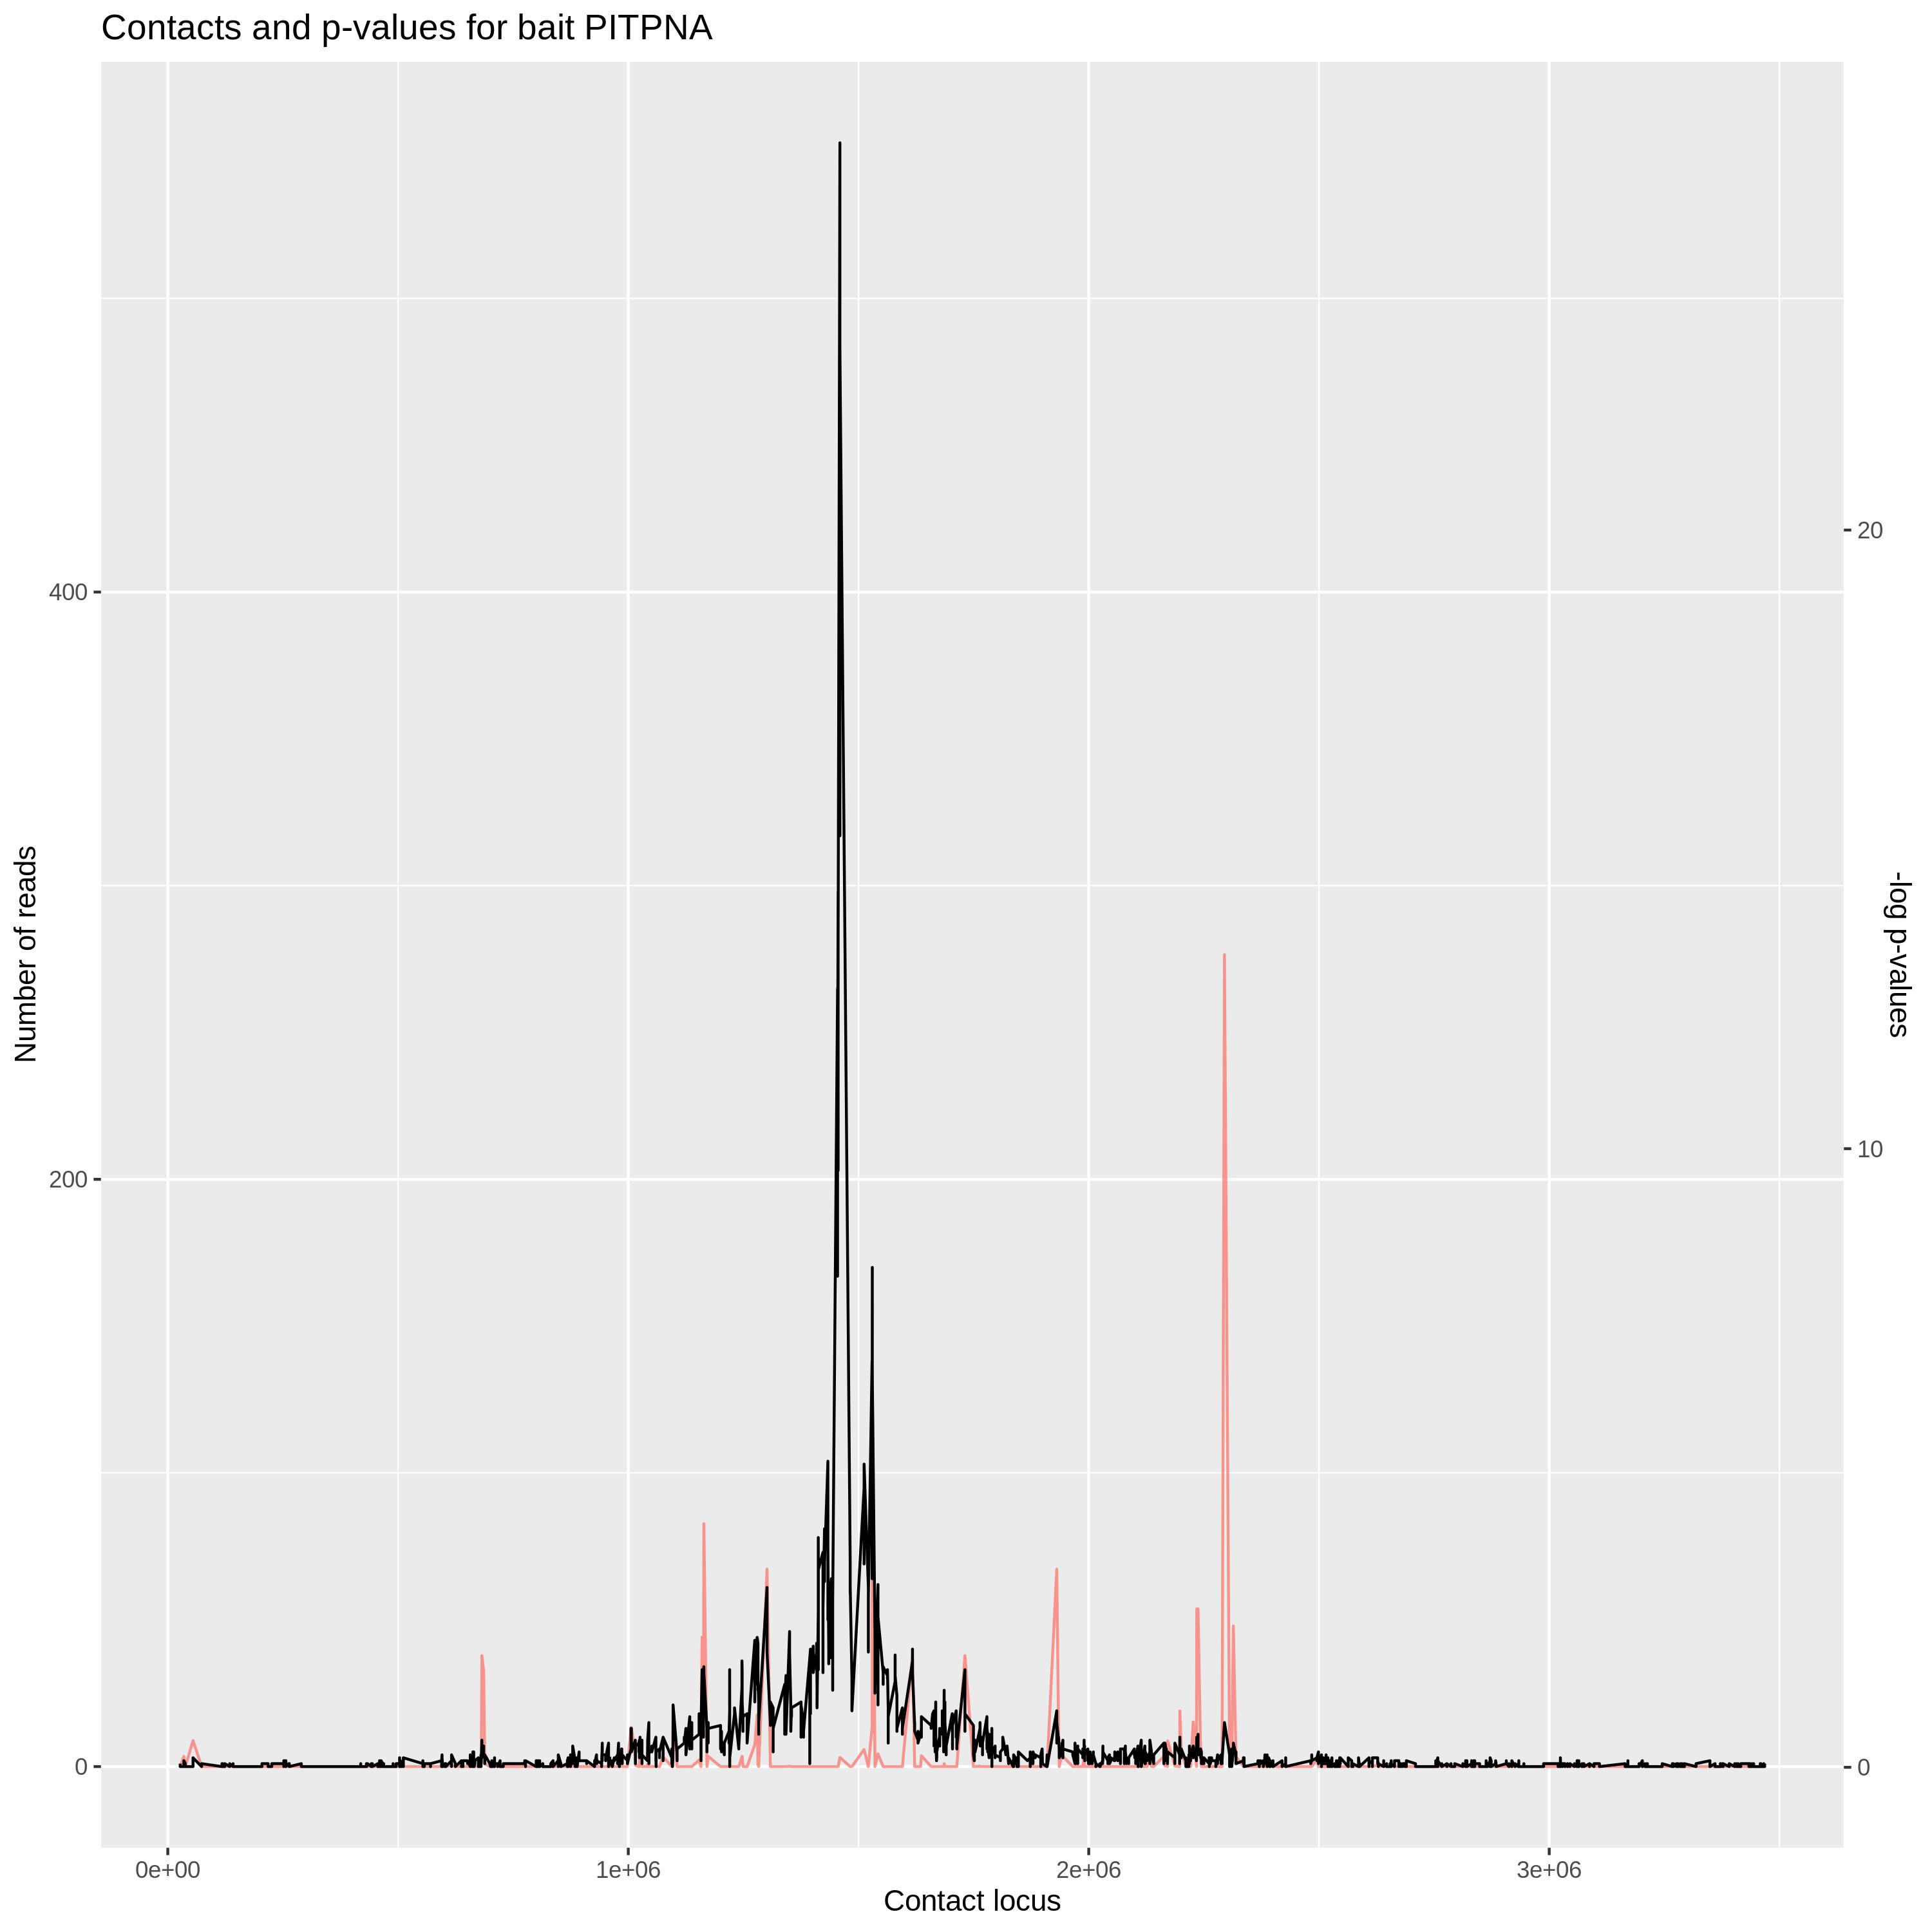 Contacts and p-values for bait PITPNA
Number of reads
400
200
0
20
10
0
-log p-values
0e+00 1e+06 2e+06 3e+06
Contact locus